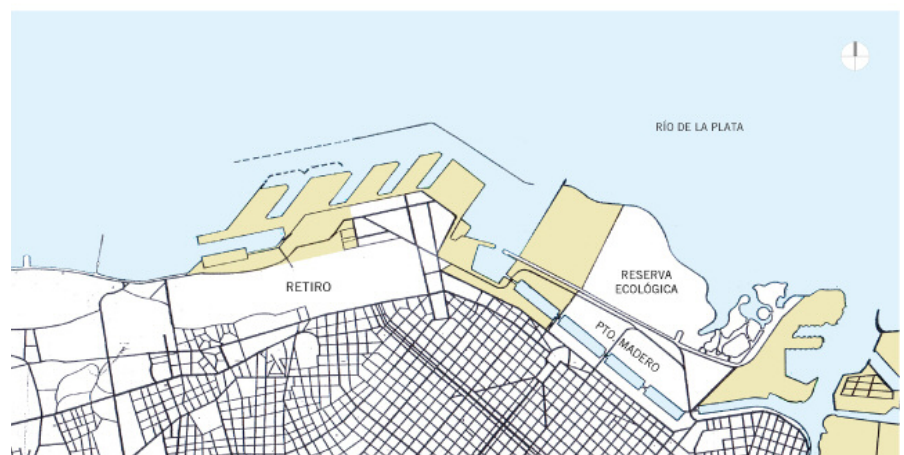 RÍO DE LA PLATA
RETIRO
RESERVA
ECOLÓGICA
PTO. MADERO